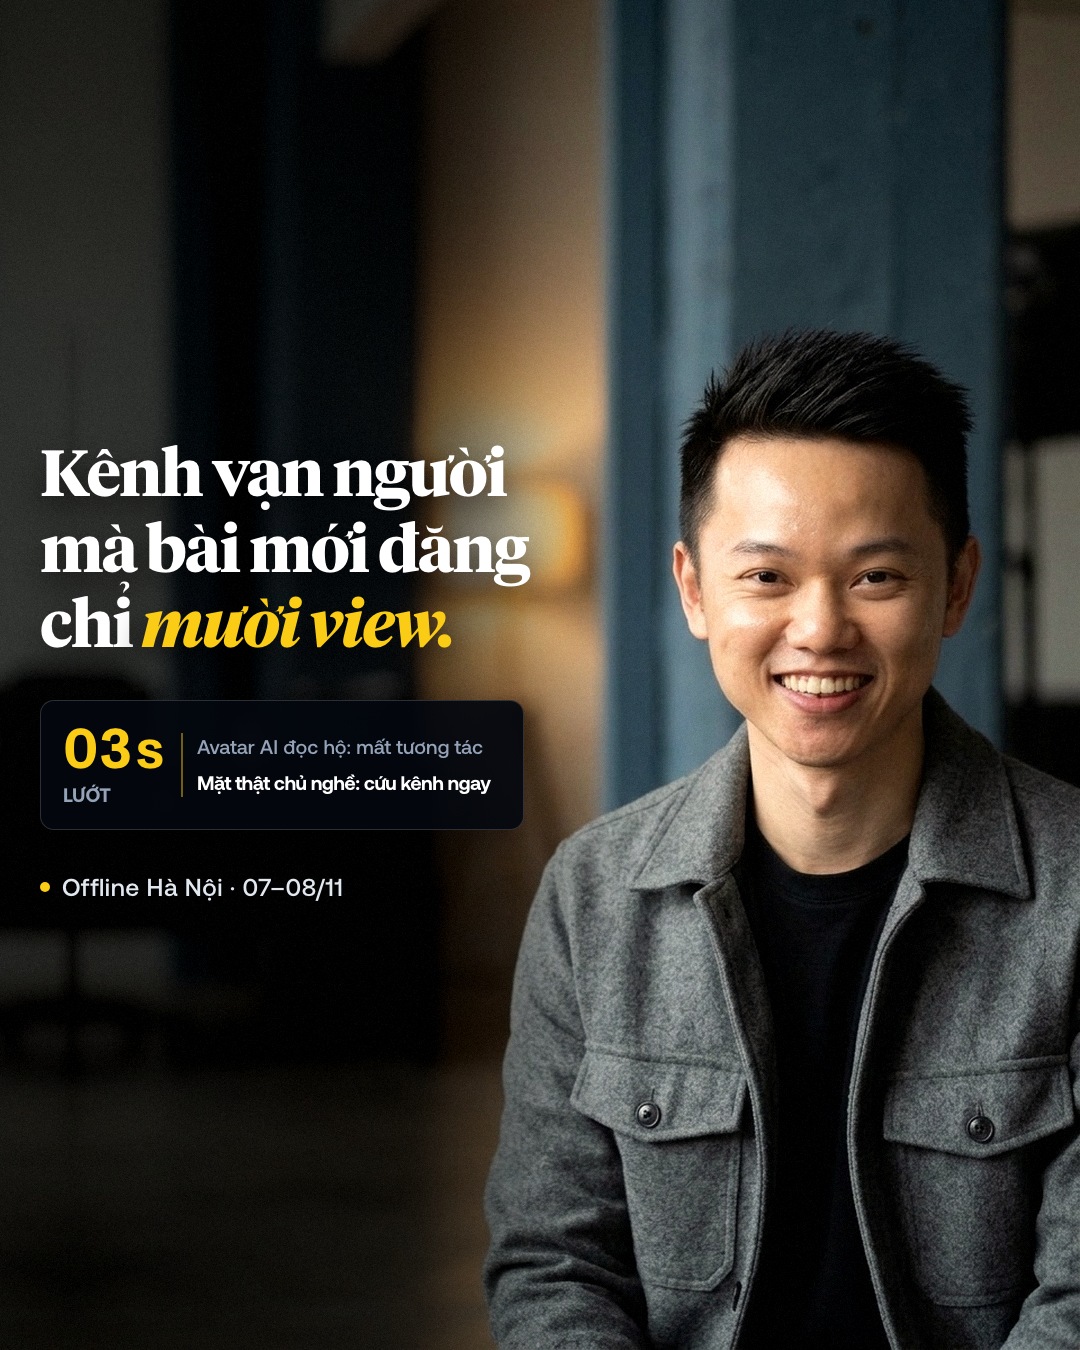 Kênh vạn người
mà bài mới đăng
chỉ mười view.
03s
LƯỚT
Avatar AI đọc hộ: mất tương tác
Mặt thật chủ nghề: cứu kênh ngay
Offline Hà Nội · 07–08/11